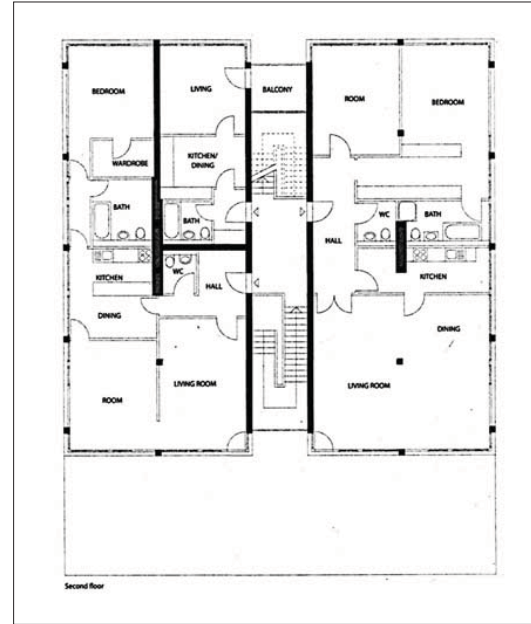 BEDROOM
LIVING
BALCONY
ROOM
BEDROOM
WARDROBE
KITCHEN/
DINING
BATH
BATH
WC
BATH
HALL
KITCHEN
WC
HALL
KITCHEN
DINING
DINING
ROOM
LIVING ROOM
LIVING ROOM
Second floor